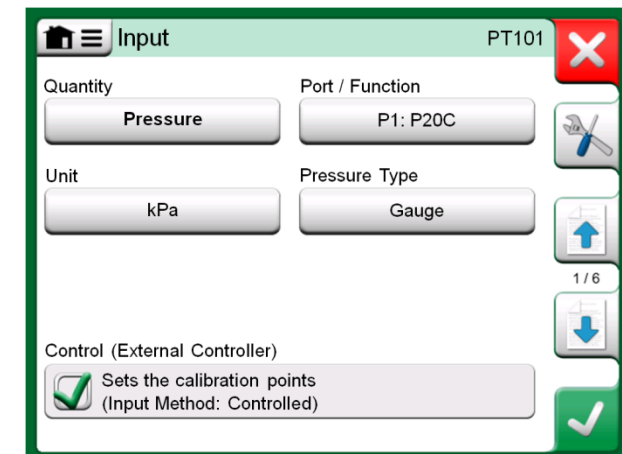 Input
PT101
Quantity
Port / Function
Pressure
P1: P20C
Unit
Pressure Type
kPa
Gauge
1 / 6
Control (External Controller)
Sets the calibration points
(Input Method: Controlled)